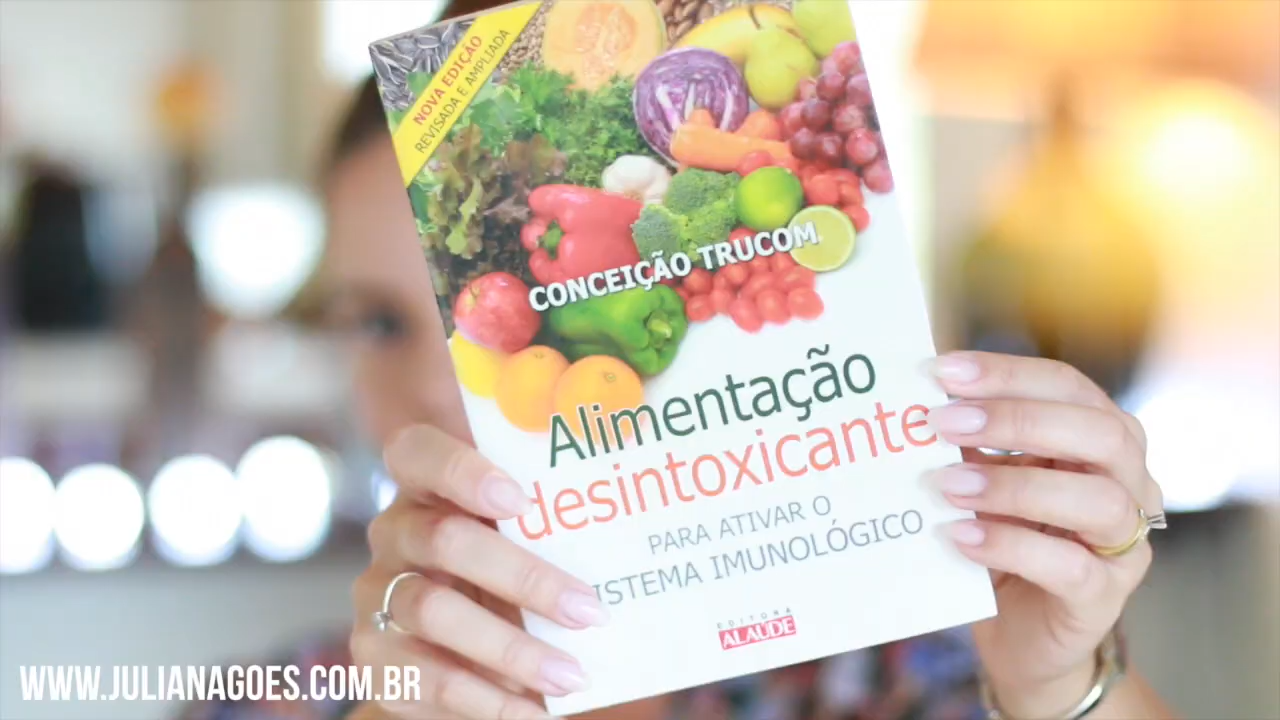 NOVA EDIÇÃO
REVISADA E AMPLIADA
CONCEIÇÃO TRUCOM
Alimentação
desintoxicante
PARA ATIVAR O
ISTEMA IMUNOLÓGICO
EDITORA
ALAÚDE
WWW.JULIANAGOES.COM.BR